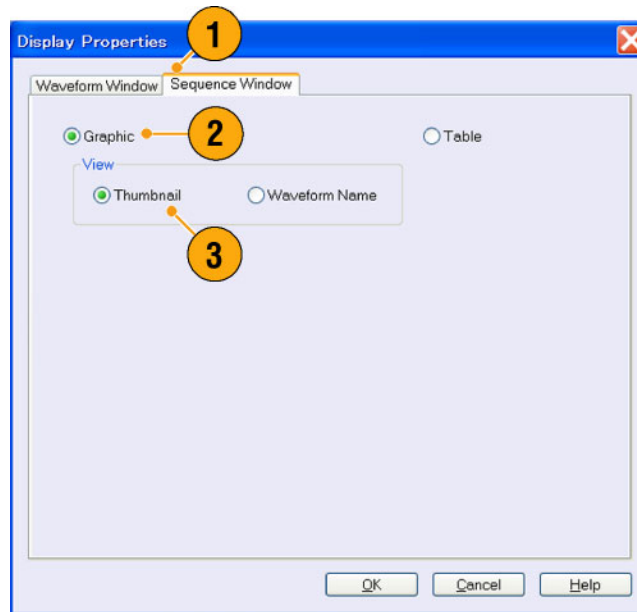 Display Properties
1
Waveform Window
Sequence Window
Graphic
2
Table
View
Thumbnail
Waveform Name
3
OK
Cancel
Help